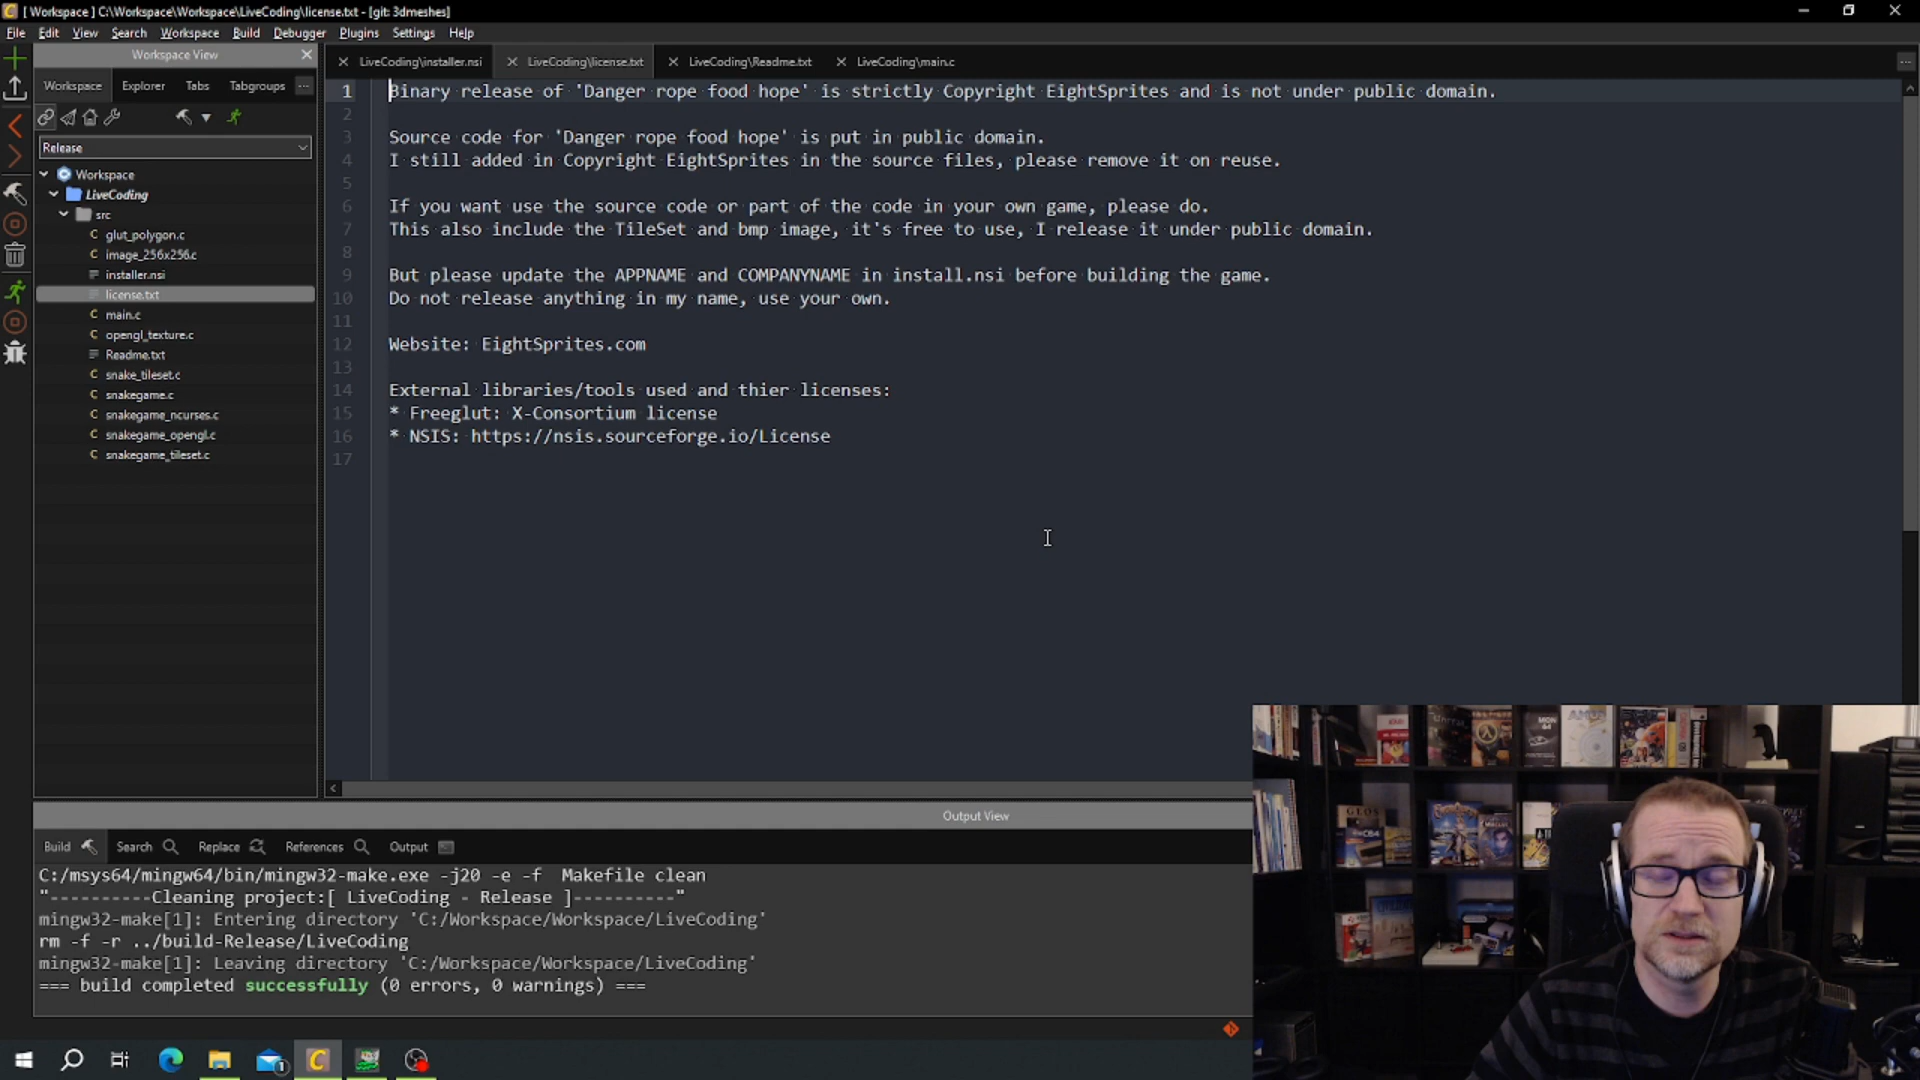 [ Workspace ] C:\Workspace\Workspace\LiveCoding\license.txt - [git: 3dmeshes]
File Edit View Search Workspace Build Debugger Plugins Settings Help
Workspace View
Workspace Explorer Tabs Tabgroups
Release
Workspace
LiveCoding
src
glut_polygon.c
image_256x256.c
installer.nsi
license.txt
main.c
opengl_texture.c
Readme.txt
snake_tileset.c
snakegame.c
snakegame_ncurses.c
snakegame_opengl.c
snakegame_tileset.c
LiveCoding\installer.nsi LiveCoding\license.txt LiveCoding\Readme.txt LiveCoding\main.c
1 Binary release of 'Danger rope food hope' is strictly Copyright EightSprites and is not under public domain.
2
3 Source code for 'Danger rope food hope' is put in public domain.
4 I still added in Copyright EightSprites in the source files, please remove it on reuse.
5
6 If you want use the source code or part of the code in your own game, please do.
7 This also include the TileSet and bmp image, it's free to use, I release it under public domain.
8
9 But please update the APPNAME and COMPANYNAME in install.nsi before building the game.
10 Do not release anything in my name, use your own.
11
12 Website: EightSprites.com
13
14 External libraries/tools used and thier licenses:
15 * Freeglut: X-Consortium license
16 * NSIS: https://nsis.sourceforge.io/License
17
Output View
Build Search Replace References Output
C:/msys64/mingw64/bin/mingw32-make.exe -j20 -e -f  Makefile clean
"----------Cleaning project:[ LiveCoding - Release ]----------"
mingw32-make[1]: Entering directory 'C:/Workspace/Workspace/LiveCoding'
rm -f -r ../build-Release/LiveCoding
mingw32-make[1]: Leaving directory 'C:/Workspace/Workspace/LiveCoding'
=== build completed successfully (0 errors, 0 warnings) ===